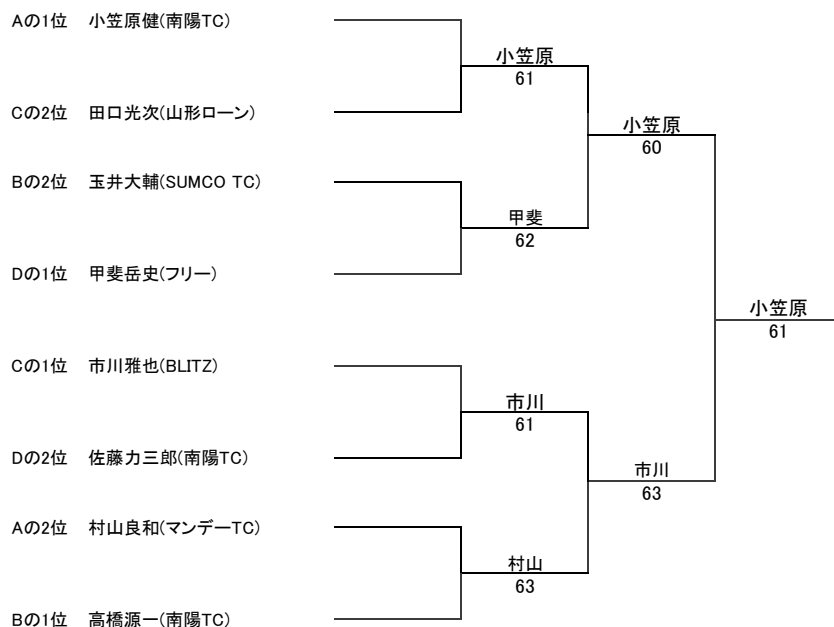 Aの1位 小笠原健(南陽TC)
小笠原
61
Cの2位 田口光次(山形ローン)
小笠原
60
Bの2位 玉井大輔(SUMCO TC)
甲斐
62
Dの1位 甲斐岳史(フリー)
小笠原
61
Cの1位 市川雅也(BLITZ)
市川
61
Dの2位 佐藤力三郎(南陽TC)
市川
63
Aの2位 村山良和(マンデーTC)
村山
63
Bの1位 高橋源一(南陽TC)